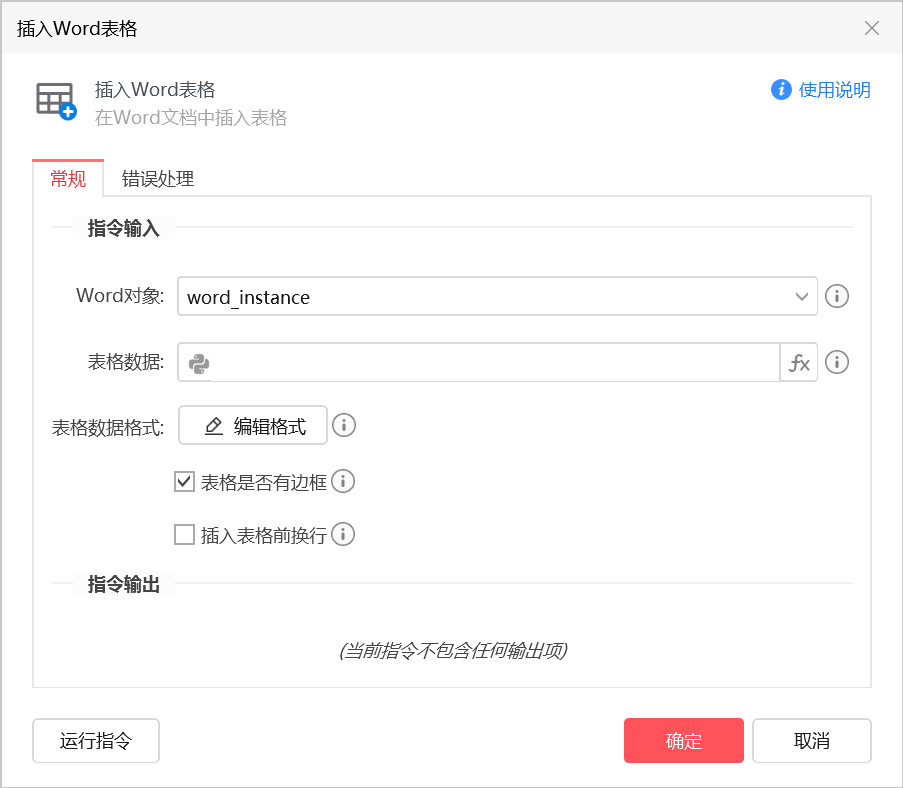 插入Word表格
插入Word表格
在Word文档中插入表格
使用说明
常规
错误处理
指令输入
Word对象:
word_instance
表格数据:
fx
表格数据格式:
编辑格式
表格是否有边框
插入表格前换行
指令输出
(当前指令不包含任何输出项)
运行指令
确定
取消